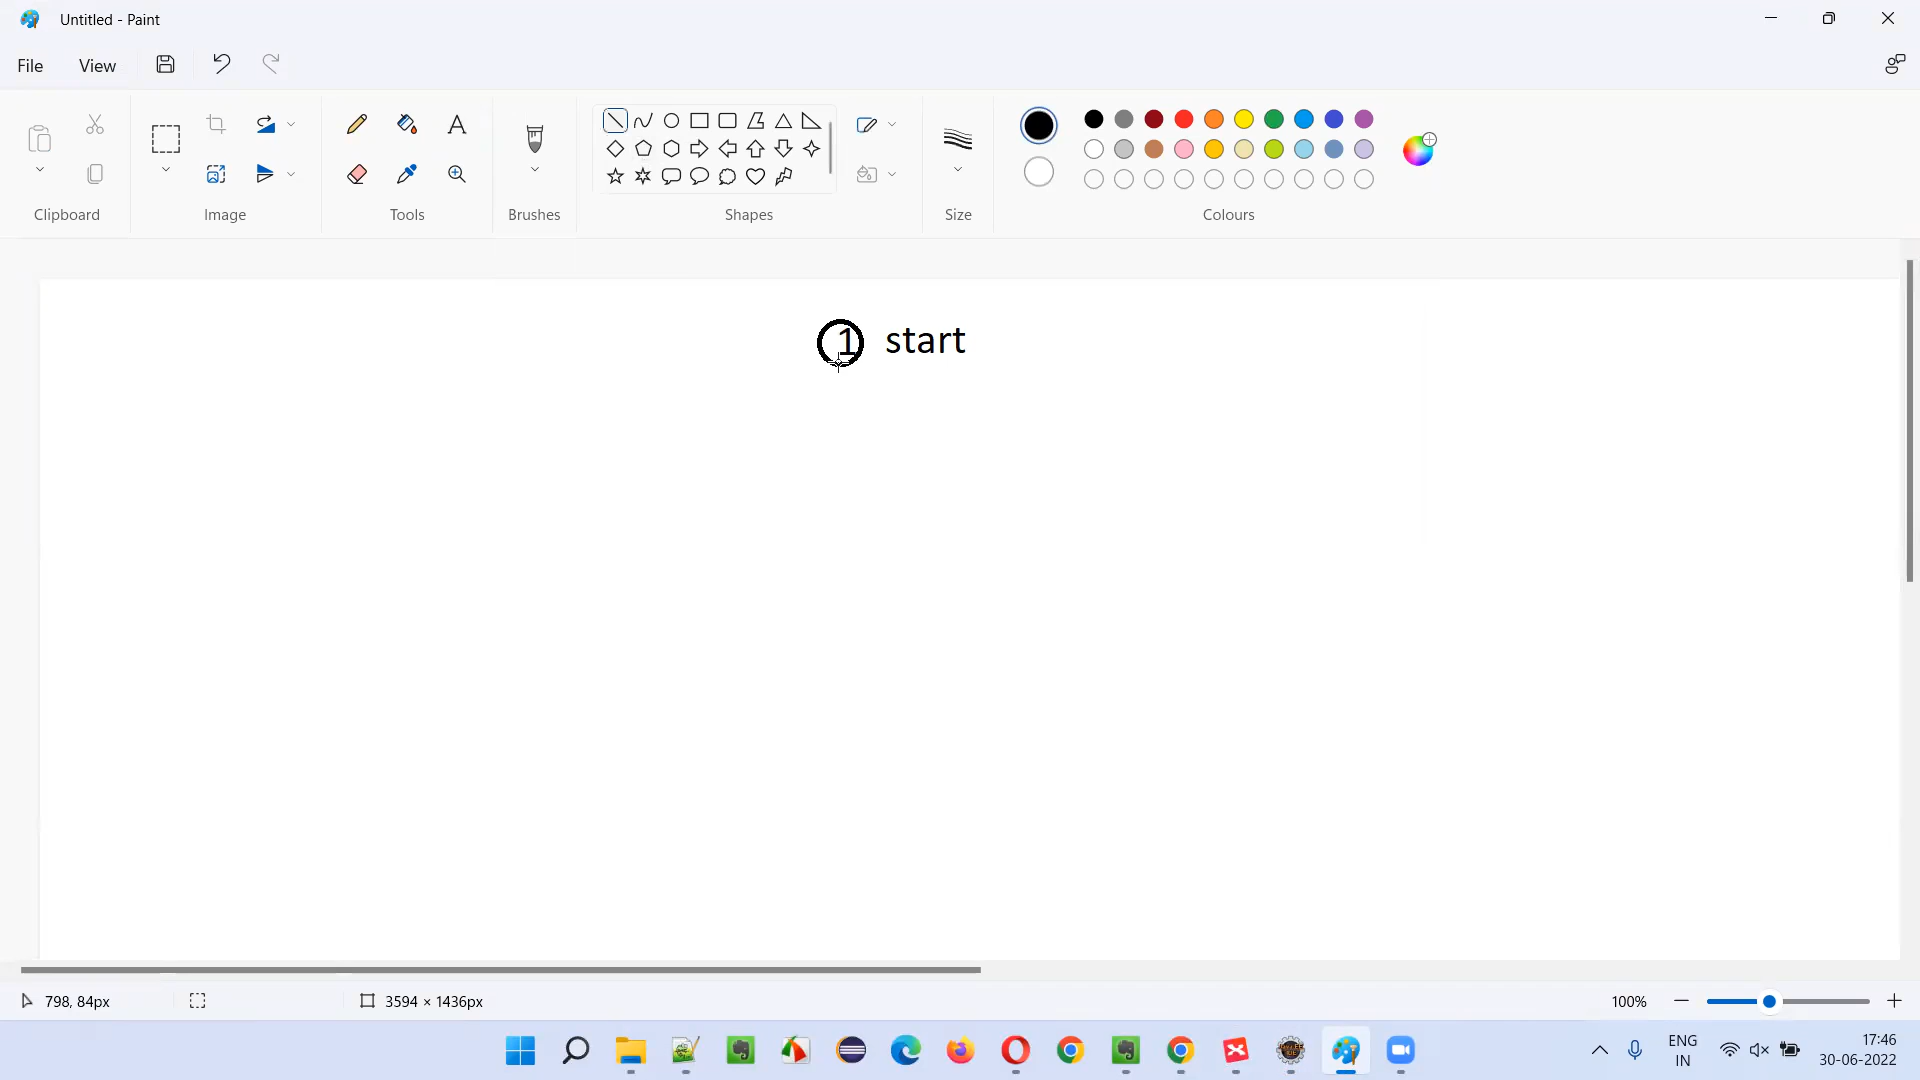 Untitled - Paint
File View
Clipboard Image Tools Brushes Shapes Size Colours
1 start
798, 84px 3594 × 1436px 100%
ENG
IN
17:46
30-06-2022